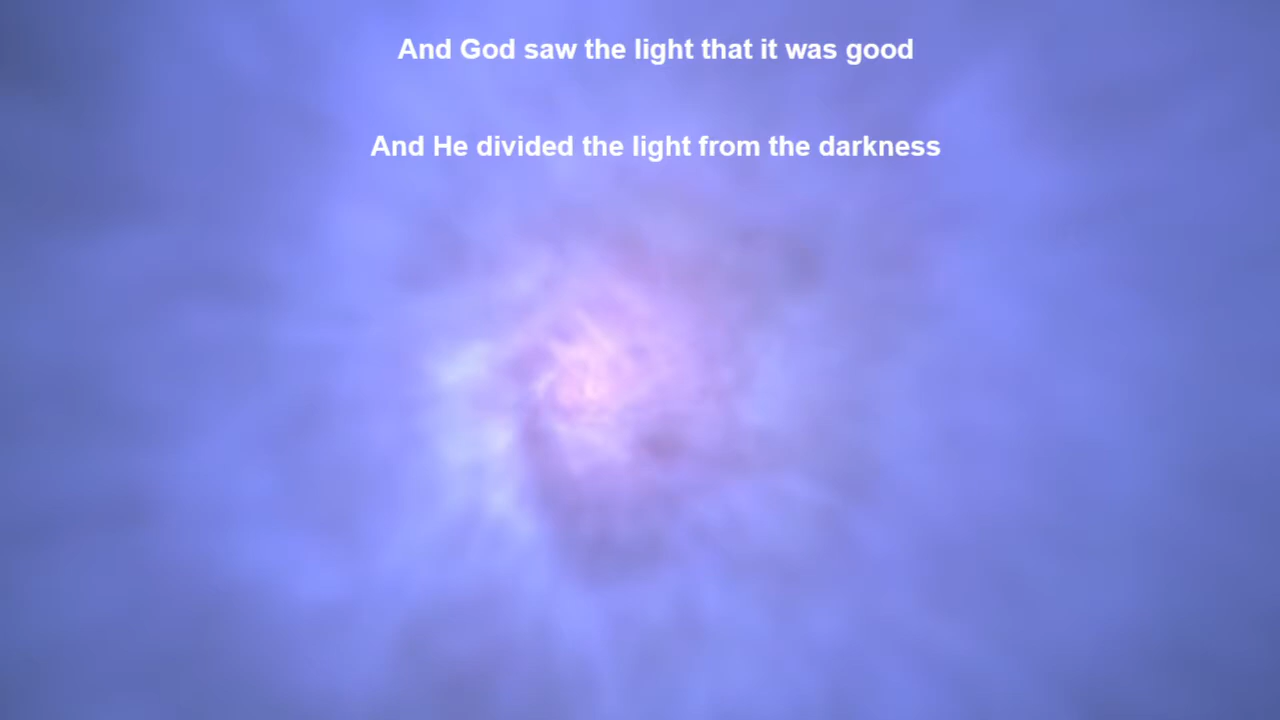 And God saw the light that it was good
And He divided the light from the darkness